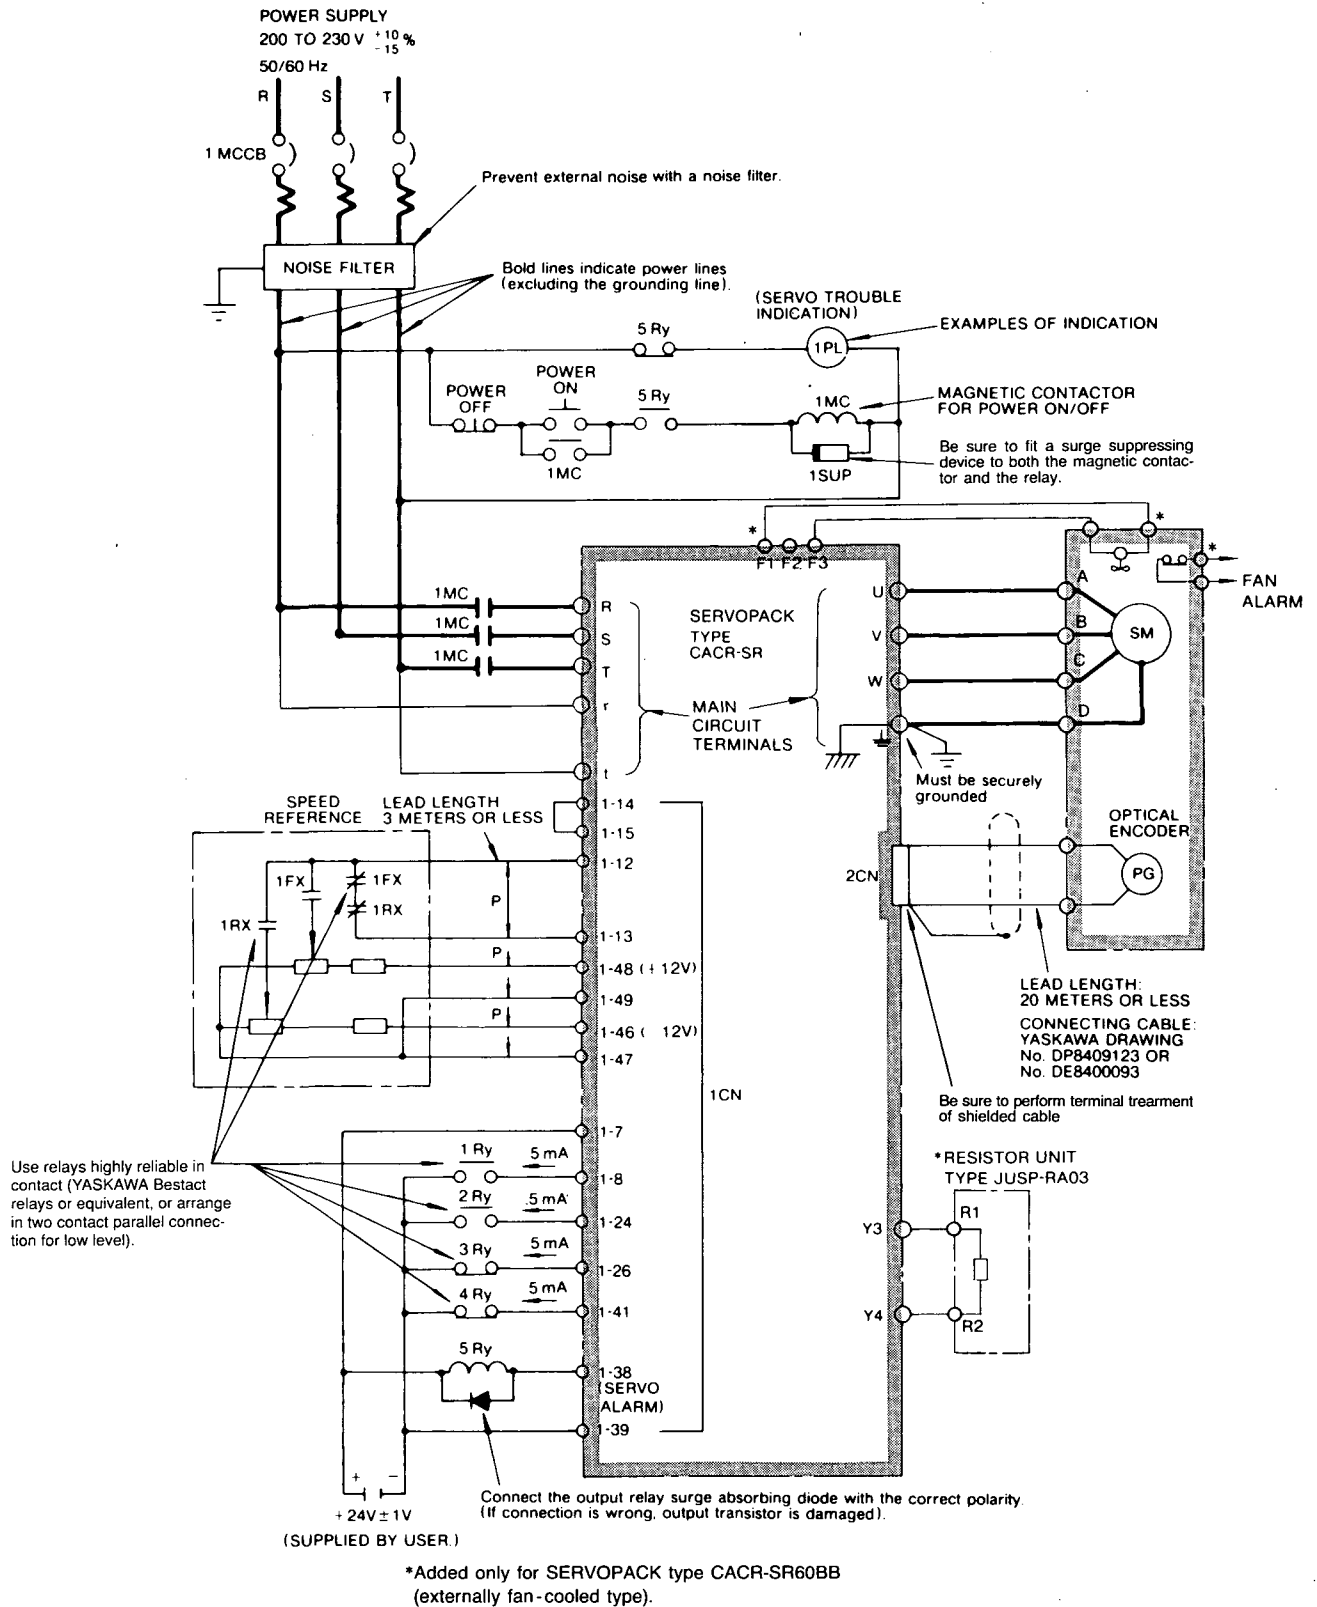 POWER SUPPLY
200 TO 230 V +10 -15 %
50/60 Hz
R S T
1 MCCB
Prevent external noise with a noise filter.
NOISE FILTER
Bold lines indicate power lines
(excluding the grounding line).
(SERVO TROUBLE
INDICATION)
5 Ry
1PL
EXAMPLES OF INDICATION
POWER
OFF
POWER
ON
5 Ry
1MC
MAGNETIC CONTACTOR
FOR POWER ON/OFF
1MC
1SUP
Be sure to fit a surge suppressing
device to both the magnetic contac-
tor and the relay.
*
*
*
F1 F2 F3
FAN
ALARM
1MC
R
1MC
S
1MC
T
r
t
SERVOPACK
TYPE
CACR-SR
MAIN
CIRCUIT
TERMINALS
U
V
W
A
B
C
D
SM
Must be securely
grounded
SPEED
REFERENCE
LEAD LENGTH
3 METERS OR LESS
1-14
1-15
1-12
1FX
1FX
1RX
1RX
P
1-13
P
1-48 (+12V)
1-49
P
1-46 ( 12V)
1-47
1CN
2CN
OPTICAL
ENCODER
PG
LEAD LENGTH:
20 METERS OR LESS
CONNECTING CABLE:
YASKAWA DRAWING
No. DP8409123 OR
No. DE8400093
Be sure to perform terminal trearment
of shielded cable
Use relays highly reliable in
contact (YASKAWA Bestact
relays or equivalent, or arrange
in two contact parallel connec-
tion for low level).
1-7
1 Ry
5 mA
1-8
2 Ry
5 mA
1-24
3 Ry
5 mA
1-26
4 Ry
5 mA
1-41
5 Ry
1-38
(SERVO
ALARM)
1-39
*RESISTOR UNIT
TYPE JUSP-RA03
Y3
R1
Y4
R2
+ −
+24V±1V
(SUPPLIED BY USER.)
Connect the output relay surge absorbing diode with the correct polarity.
(If connection is wrong, output transistor is damaged).
*Added only for SERVOPACK type CACR-SR60BB
(externally fan-cooled type).